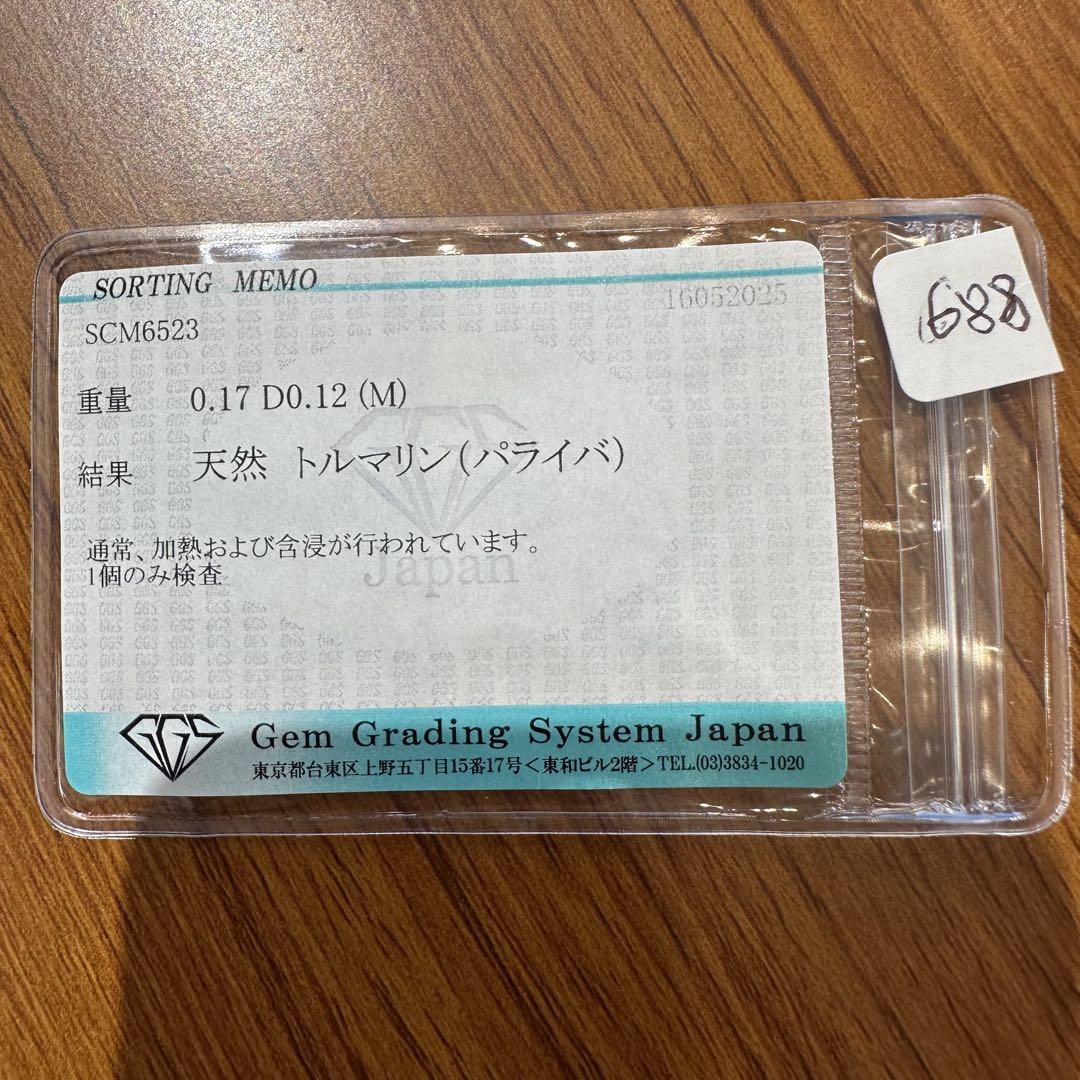 SORTING MEMO
16052025
688
SCM6523
重量 0.17 D0.12 (M)
結果 天然 トルマリン(パライバ)
通常、加熱および含浸が行われています。
1個のみ検査
Japan
GGS Gem Grading System Japan
東京都台東区上野五丁目15番17号<東和ビル2階>TEL.(03)3834-1020